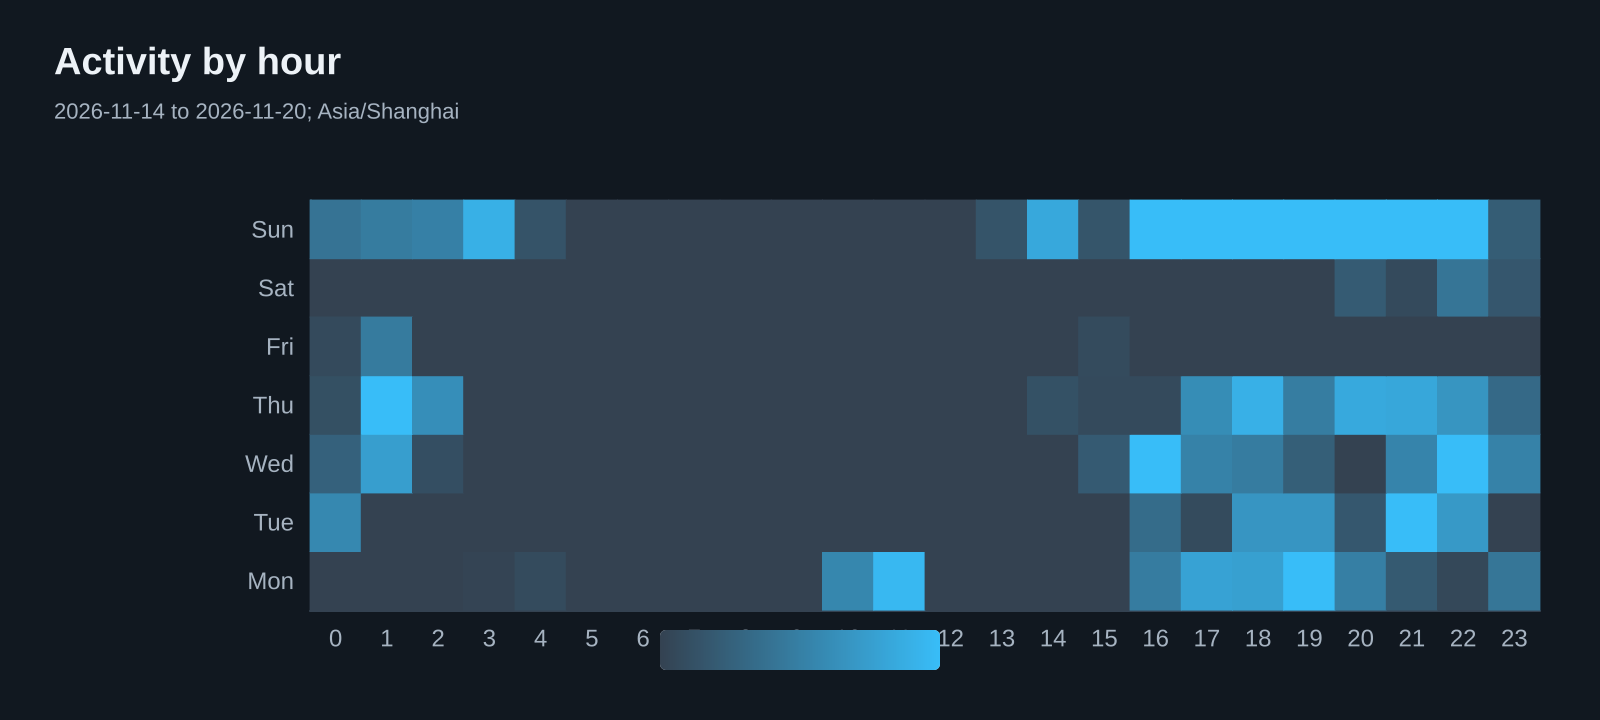 Activity by hour
2026-11-14 to 2026-11-20; Asia/Shanghai
Sun
Sat
Fri
Thu
Wed
Tue
Mon
0 1 2 3 4 5 6 12 13 14 15 16 17 18 19 20 21 22 23